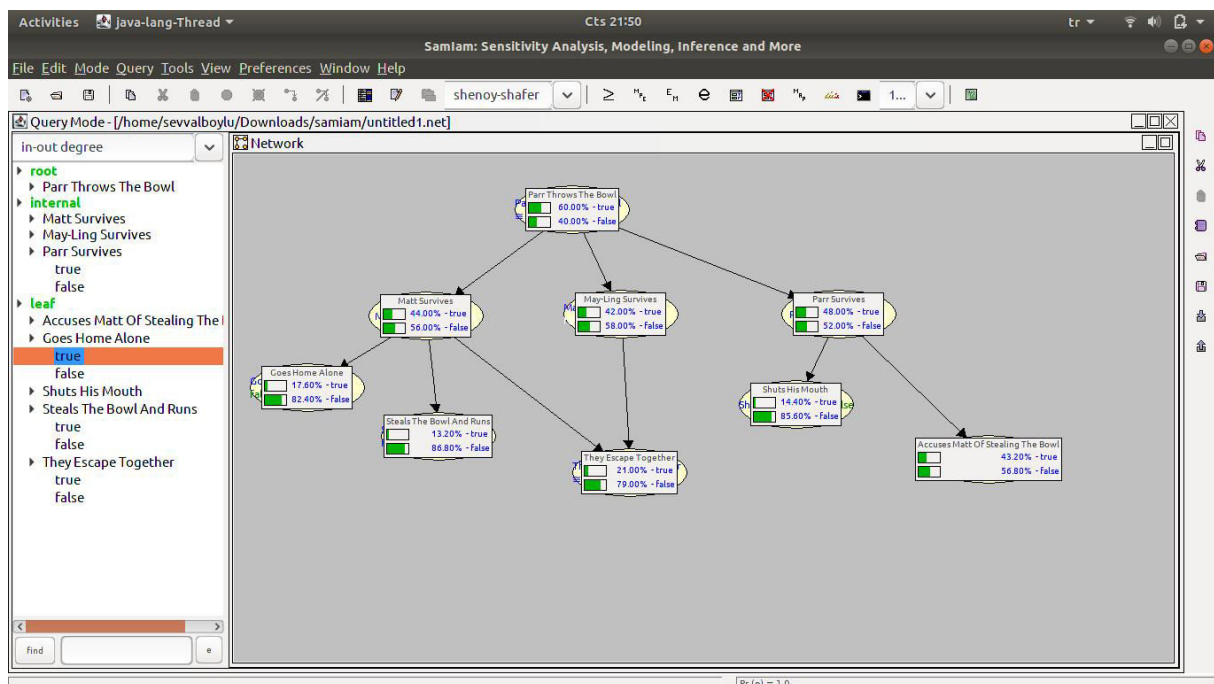 Activities java-lang-Thread Cts 21:50 tr
SamIam: Sensitivity Analysis, Modeling, Inference and More
File Edit Mode Query Tools View Preferences Window Help
shenoy-shafer 1...
Query Mode - [/home/sevvalboylu/Downloads/samiam/untitled1.net]
in-out degree
root
Parr Throws The Bowl
internal
Matt Survives
May-Ling Survives
Parr Survives
true
false
leaf
Accuses Matt Of Stealing The
Goes Home Alone
true
false
Shuts His Mouth
Steals The Bowl And Runs
true
false
They Escape Together
true
false
find
e
Network
Parr Throws The Bowl
60.00% - true
40.00% - false
Matt Survives
44.00% - true
56.00% - false
May-Ling Survives
42.00% - true
58.00% - false
Parr Survives
48.00% - true
52.00% - false
Goes Home Alone
17.60% - true
82.40% - false
Steals The Bowl And Runs
13.20% - true
86.80% - false
They Escape Together
21.00% - true
79.00% - false
Shuts His Mouth
14.40% - true
85.60% - false
Accuses Matt Of Stealing The Bowl
43.20% - true
56.80% - false
Pr (e) = 1.0